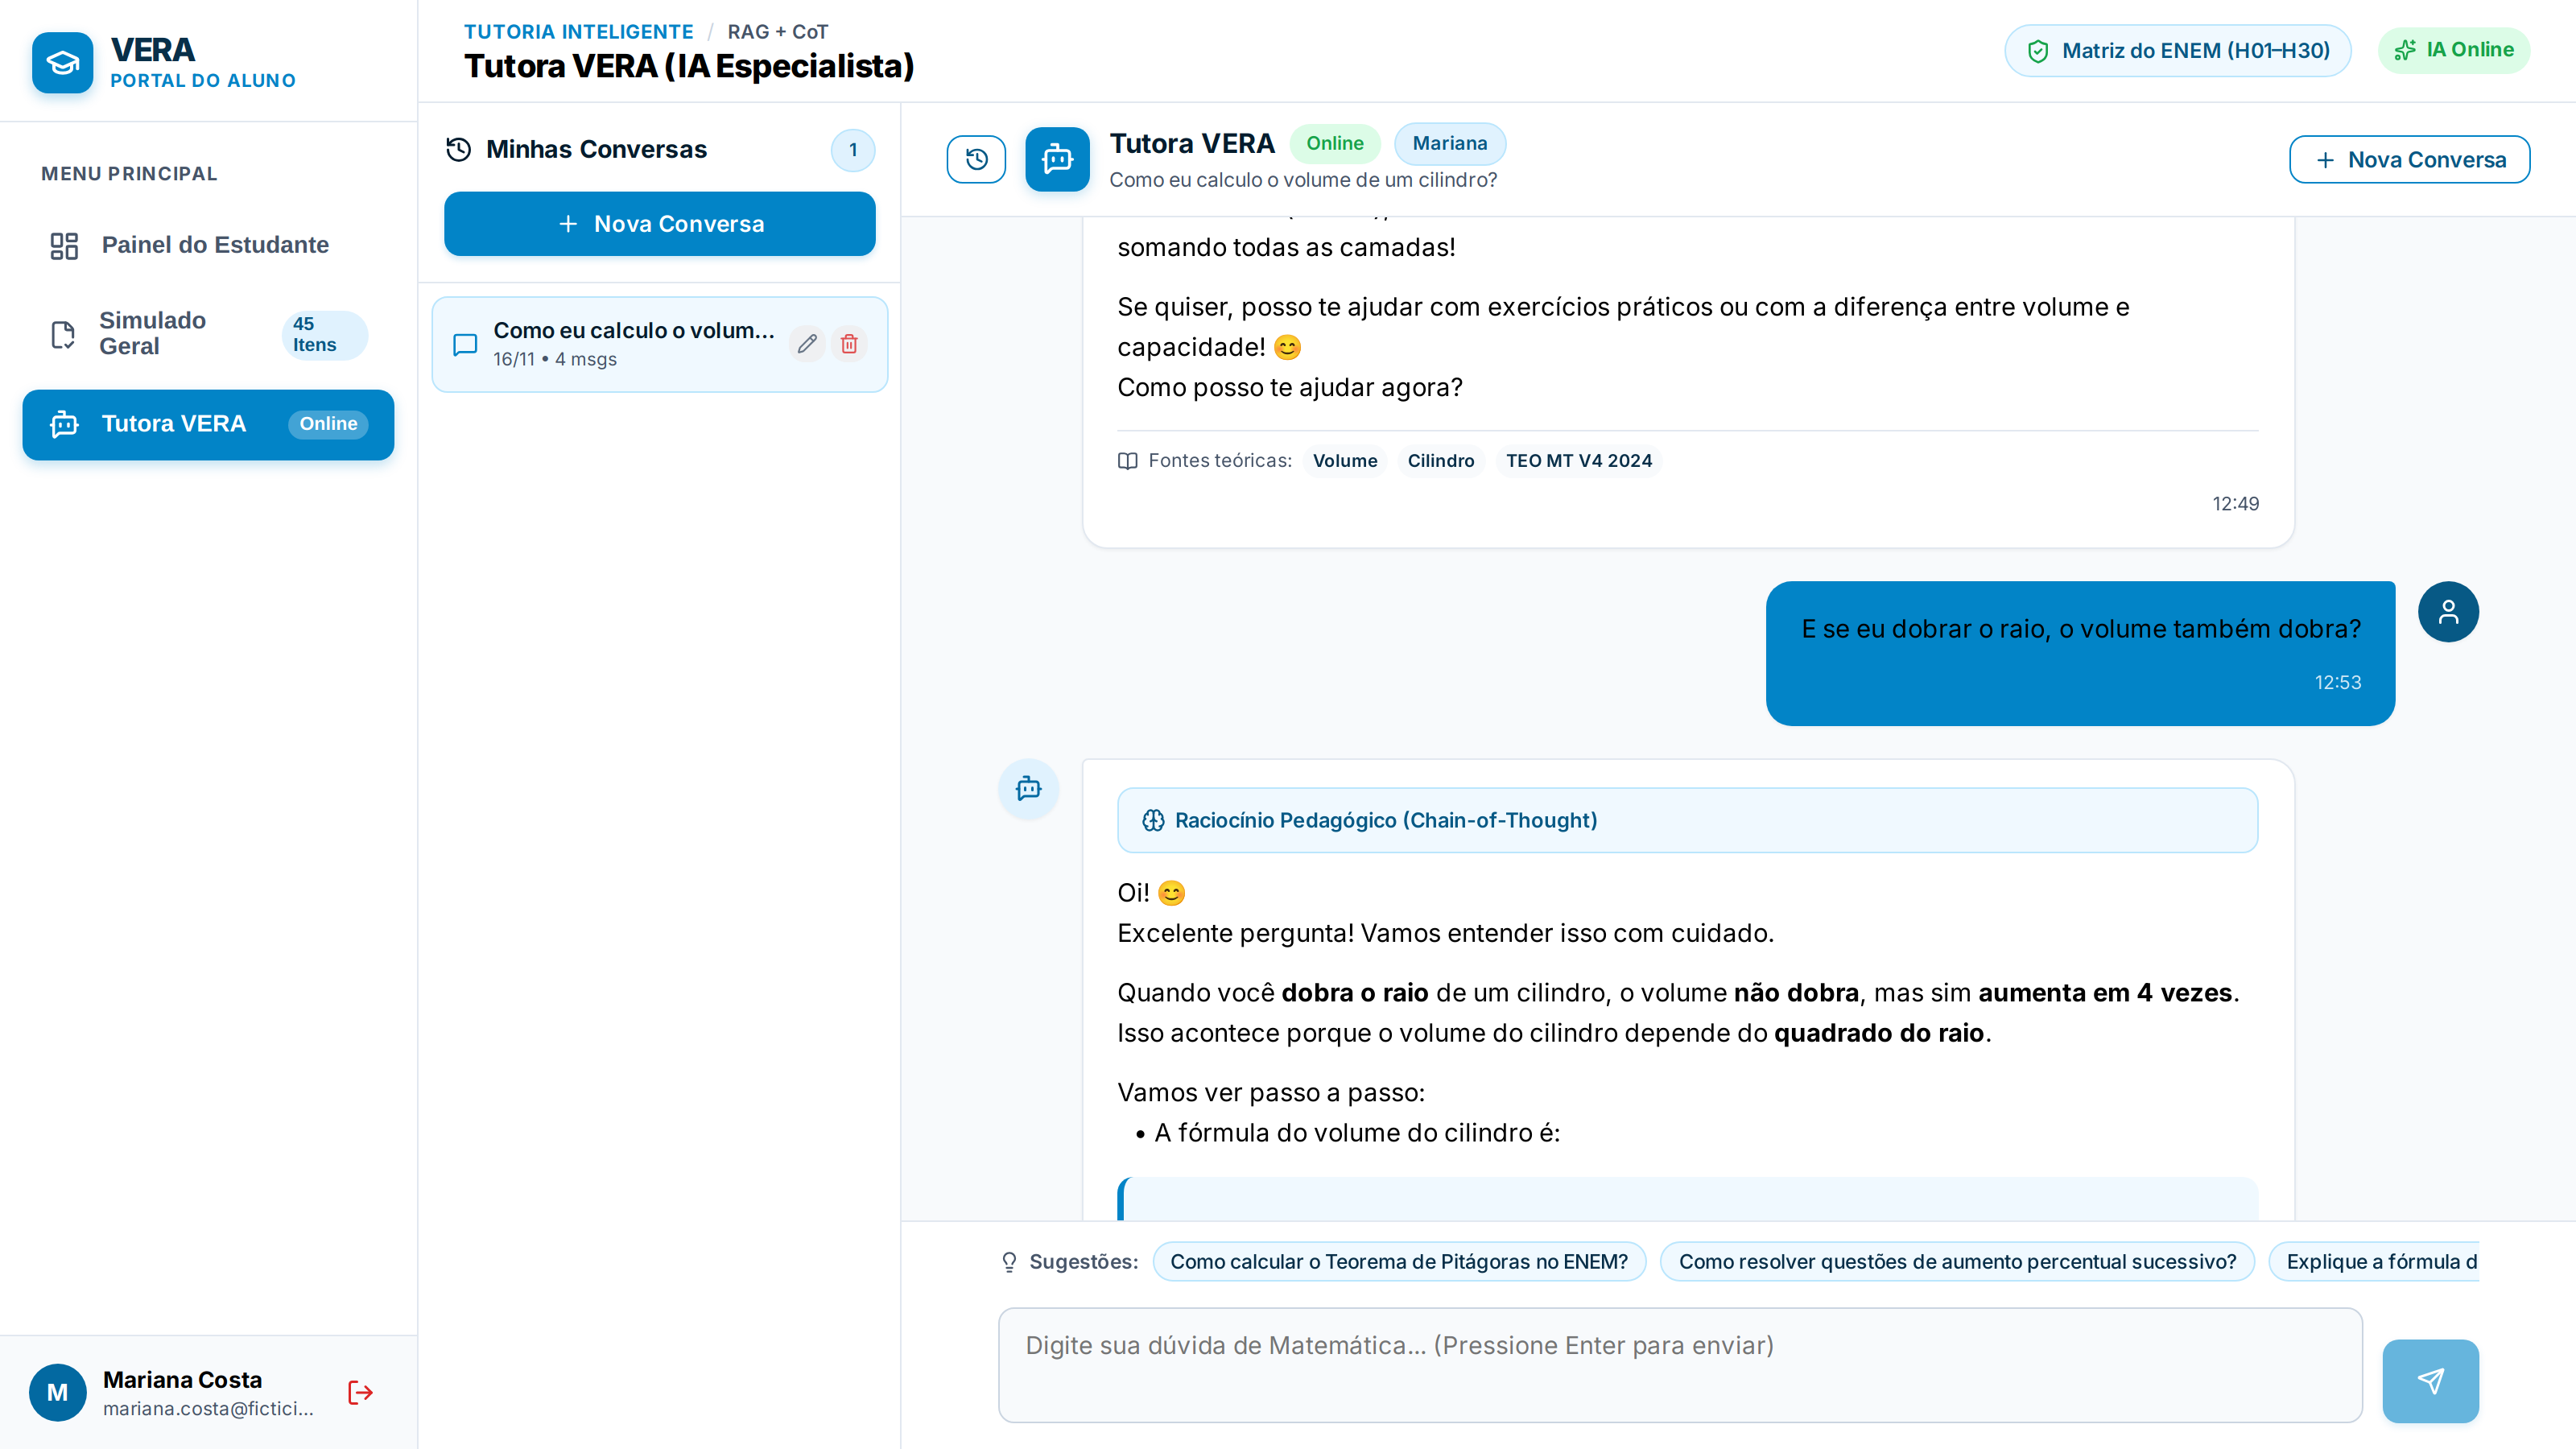 VERA
PORTAL DO ALUNO
MENU PRINCIPAL
Painel do Estudante
Simulado
Geral
45
Itens
Tutora VERA
Online
Mariana Costa
M
mariana.costa@fictici...
TUTORIA INTELIGENTE / RAG + CoT
Tutora VERA (IA Especialista)
Matriz do ENEM (H01–H30)
IA Online
Minhas Conversas
1
+ Nova Conversa
Como eu calculo o volum...
16/11 • 4 msgs
Tutora VERA
Online
Mariana
Como eu calculo o volume de um cilindro?
+ Nova Conversa
somando todas as camadas!
Se quiser, posso te ajudar com exercícios práticos ou com a diferença entre volume e
capacidade! 😊
Como posso te ajudar agora?
Fontes teóricas: Volume Cilindro TEO MT V4 2024
12:49
E se eu dobrar o raio, o volume também dobra?
12:53
Raciocínio Pedagógico (Chain-of-Thought)
Oi! 😊
Excelente pergunta! Vamos entender isso com cuidado.
Quando você dobra o raio de um cilindro, o volume não dobra, mas sim aumenta em 4 vezes.
Isso acontece porque o volume do cilindro depende do quadrado do raio.
Vamos ver passo a passo:
• A fórmula do volume do cilindro é:
Sugestões:
Como calcular o Teorema de Pitágoras no ENEM?
Como resolver questões de aumento percentual sucessivo?
Explique a fórmula d
Digite sua dúvida de Matemática... (Pressione Enter para enviar)